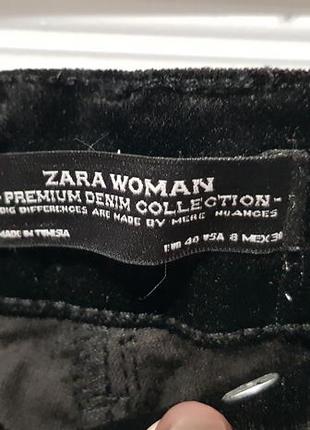 ZARA WOMAN
- PREMIUM DENIM COLLECTION -
BIG DIFFERENCES ARE MADE BY MERE NUANCES
MADE IN TUNISIA EUR 40 USA 8 MEX 30